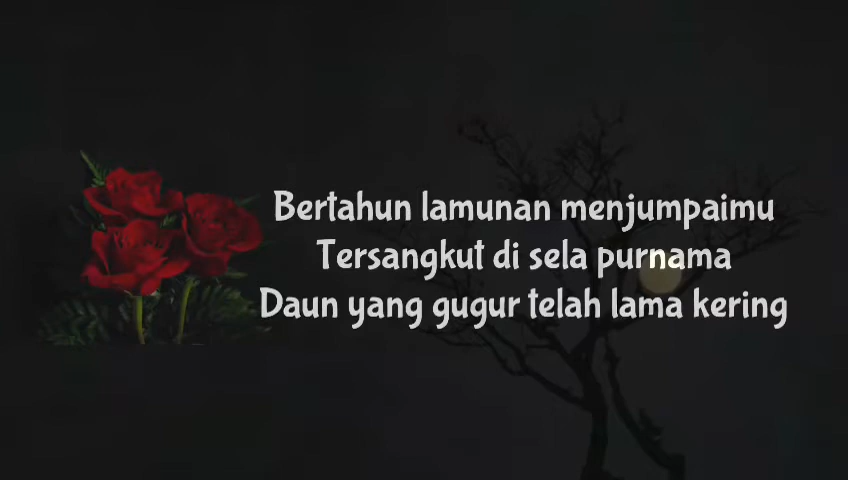 Bertahun lamunan menjumpaimu
Tersangkut di sela purnama
Daun yang gugur telah lama kering